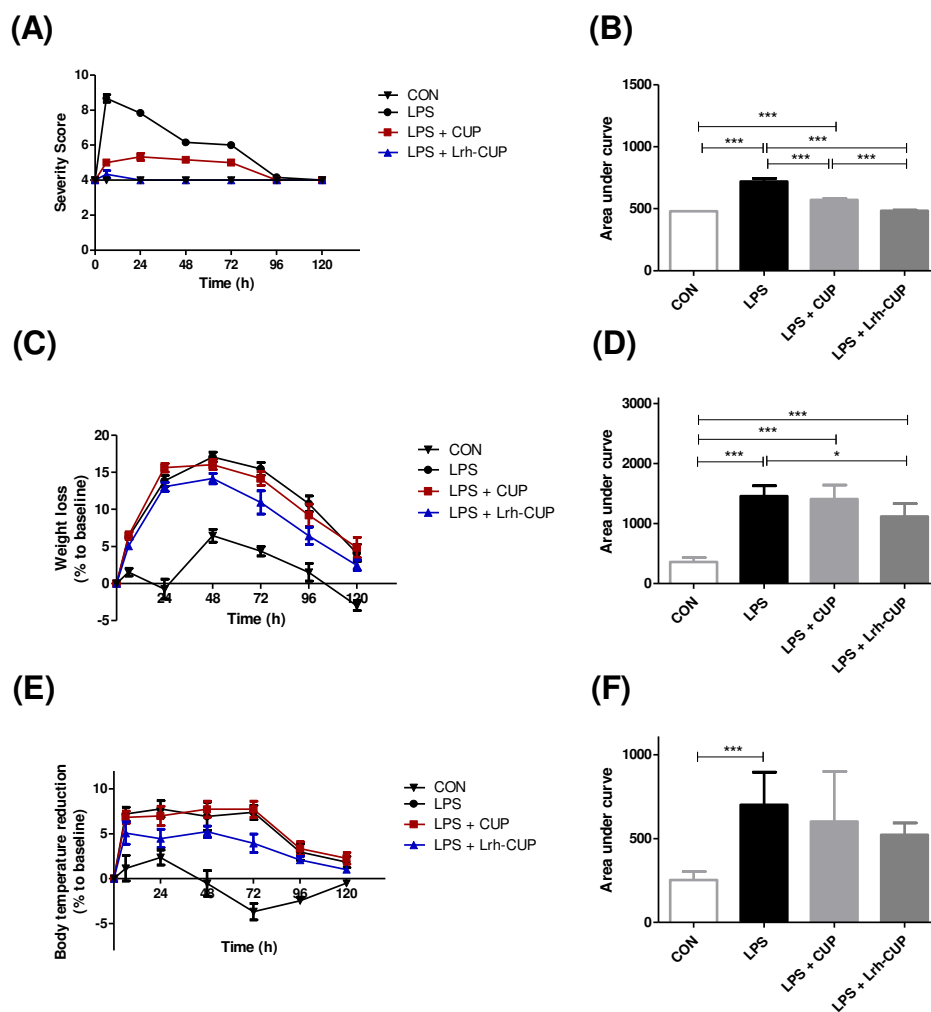 (A)
Severity Score
10
8
6
4
2
0
0 24 48 72 96 120
Time (h)
CON
LPS
LPS + CUP
LPS + Lrh-CUP
(B)
Area under curve
1500
1000
500
0
***
*** ***
*** ***
CON
LPS
LPS + CUP
LPS + Lrh-CUP
(C)
Weight loss
(% to baseline)
20
15
10
5
0
-5
24 48 72 96 120
Time (h)
CON
LPS
LPS + CUP
LPS + Lrh-CUP
(D)
Area under curve
3000
2000
1000
0
***
***
*** *
CON
LPS
LPS + CUP
LPS + Lrh-CUP
(E)
Body temperature reduction
(% to baseline)
10
5
0
-5
24 48 72 96 120
Time (h)
CON
LPS
LPS + CUP
LPS + Lrh-CUP
(F)
Area under curve
1000
500
0
***
CON
LPS
LPS + CUP
LPS + Lrh-CUP